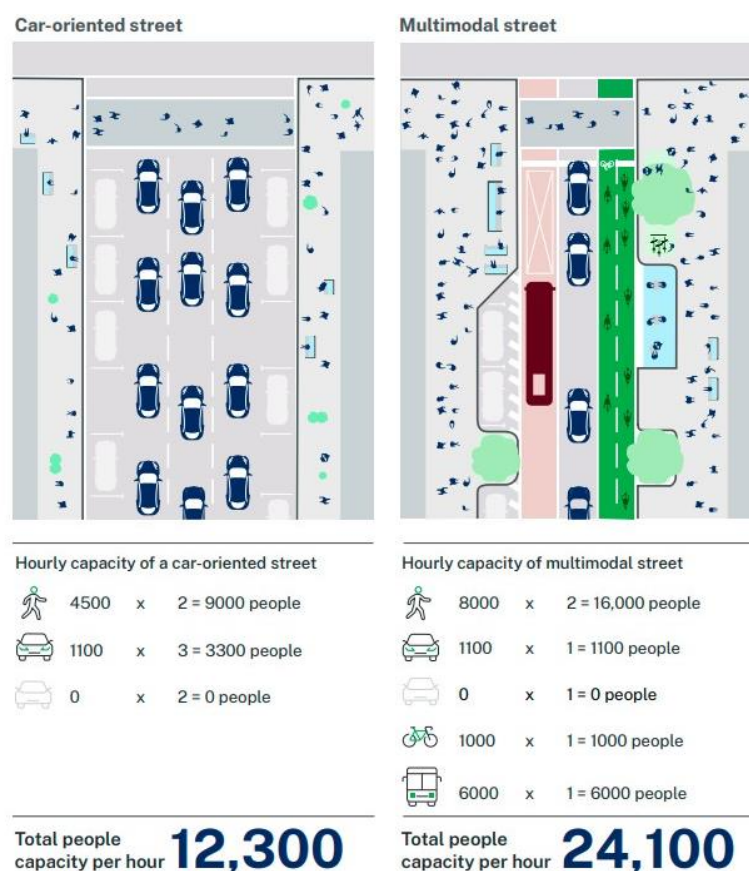 Car-oriented street
Hourly capacity of a car-oriented street
4500 x 2 = 9000 people
1100 x 3 = 3300 people
0 x 2 = 0 people
Total people
capacity per hour 12,300
Multimodal street
Hourly capacity of multimodal street
8000 x 2 = 16,000 people
1100 x 1 = 1100 people
0 x 1 = 0 people
1000 x 1 = 1000 people
6000 x 1 = 6000 people
Total people
capacity per hour 24,100